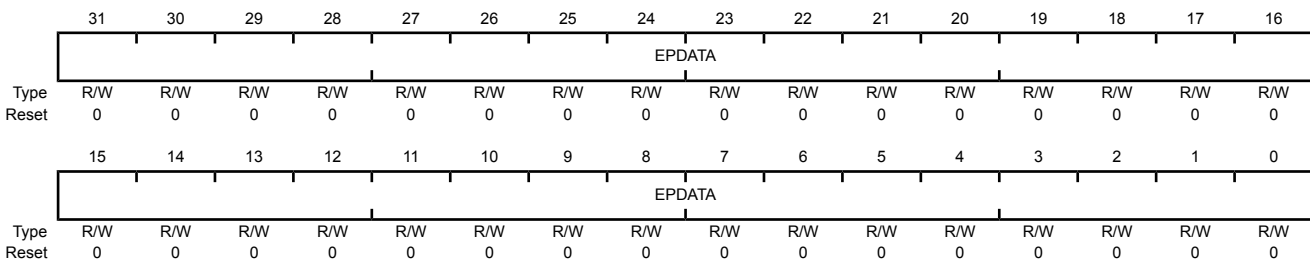 31 30 29 28 27 26 25 24 23 22 21 20 19 18 17 16
EPDATA
Type R/W R/W R/W R/W R/W R/W R/W R/W R/W R/W R/W R/W R/W R/W R/W R/W
Reset 0 0 0 0 0 0 0 0 0 0 0 0 0 0 0 0
15 14 13 12 11 10 9 8 7 6 5 4 3 2 1 0
EPDATA
Type R/W R/W R/W R/W R/W R/W R/W R/W R/W R/W R/W R/W R/W R/W R/W R/W
Reset 0 0 0 0 0 0 0 0 0 0 0 0 0 0 0 0